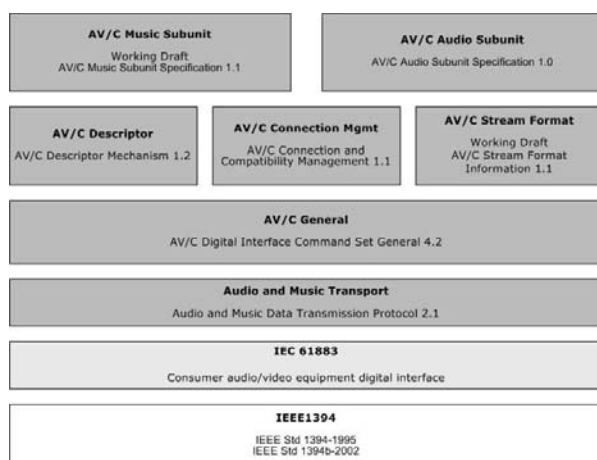 AV/C Music Subunit
Working Draft
AV/C Music Subunit Specification 1.1
AV/C Audio Subunit
AV/C Audio Subunit Specification 1.0
AV/C Descriptor
AV/C Descriptor Mechanism 1.2
AV/C Connection Mgmt
AV/C Connection and
Compatibility Management 1.1
AV/C Stream Format
Working Draft
AV/C Stream Format
Information 1.1
AV/C General
AV/C Digital Interface Command Set General 4.2
Audio and Music Transport
Audio and Music Data Transmission Protocol 2.1
IEC 61883
Consumer audio/video equipment digital interface
IEEE1394
IEEE Std 1394-1995
IEEE Std 1394b-2002